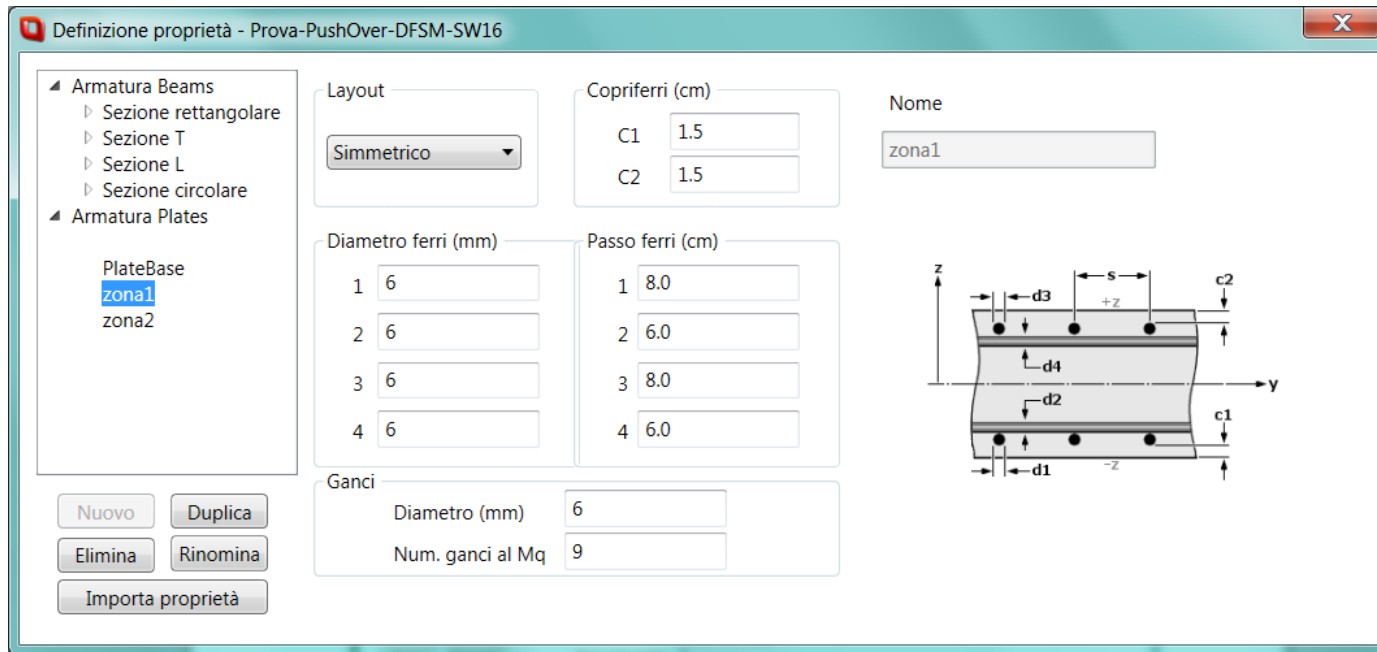 Definizione proprietà - Prova-PushOver-DFSM-SW16
X
Armatura Beams
Sezione rettangolare
Sezione T
Sezione L
Sezione circolare
Armatura Plates
PlateBase
zona1
zona2
Nuovo Duplica
Elimina Rinomina
Importa proprietà
Layout
Simmetrico
Copriferri (cm)
C1 1.5
C2 1.5
Nome
zona1
Diametro ferri (mm)
1 6
2 6
3 6
4 6
Passo ferri (cm)
1 8.0
2 6.0
3 8.0
4 6.0
Ganci
Diametro (mm) 6
Num. ganci al Mq 9
z
s
c2
d3
+z
d4
y
d2
c1
d1
-z